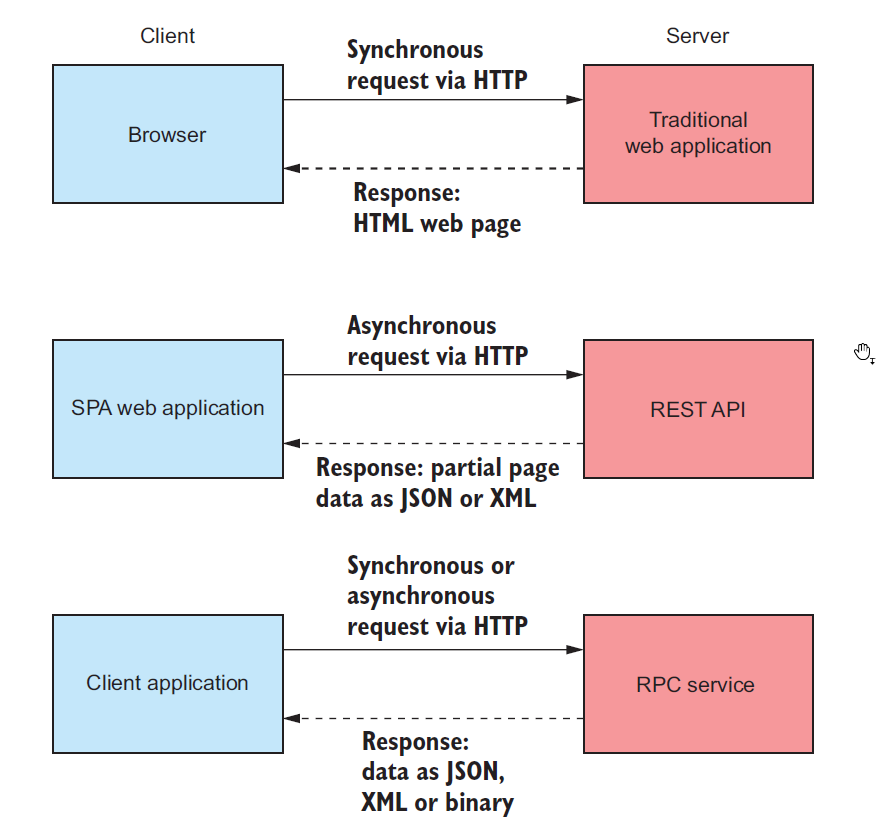 Client
Server
Synchronous
request via HTTP
Browser
Traditional
web application
Response:
HTML web page
Asynchronous
request via HTTP
SPA web application
REST API
Response: partial page
data as JSON or XML
Synchronous or
asynchronous
request via HTTP
Client application
RPC service
Response:
data as JSON,
XML or binary